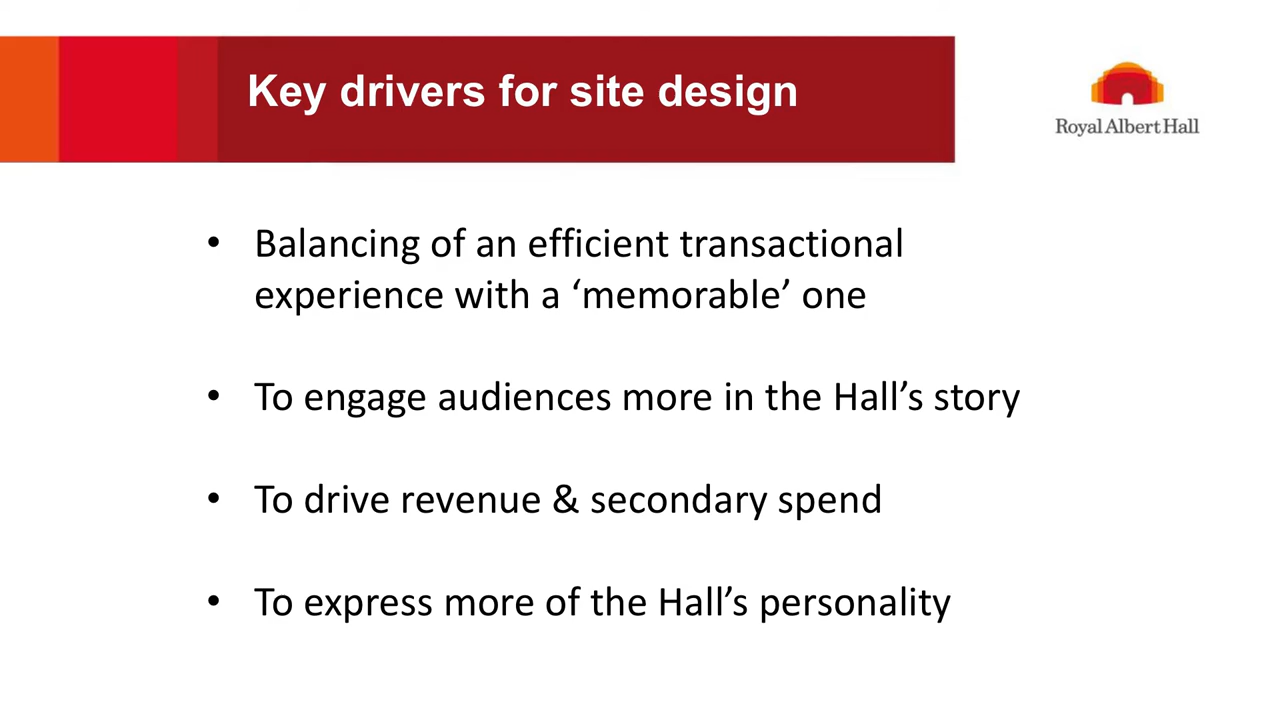 Key drivers for site design
Royal Albert Hall
• Balancing of an efficient transactional
experience with a ‘memorable’ one
• To engage audiences more in the Hall’s story
• To drive revenue & secondary spend
• To express more of the Hall’s personality